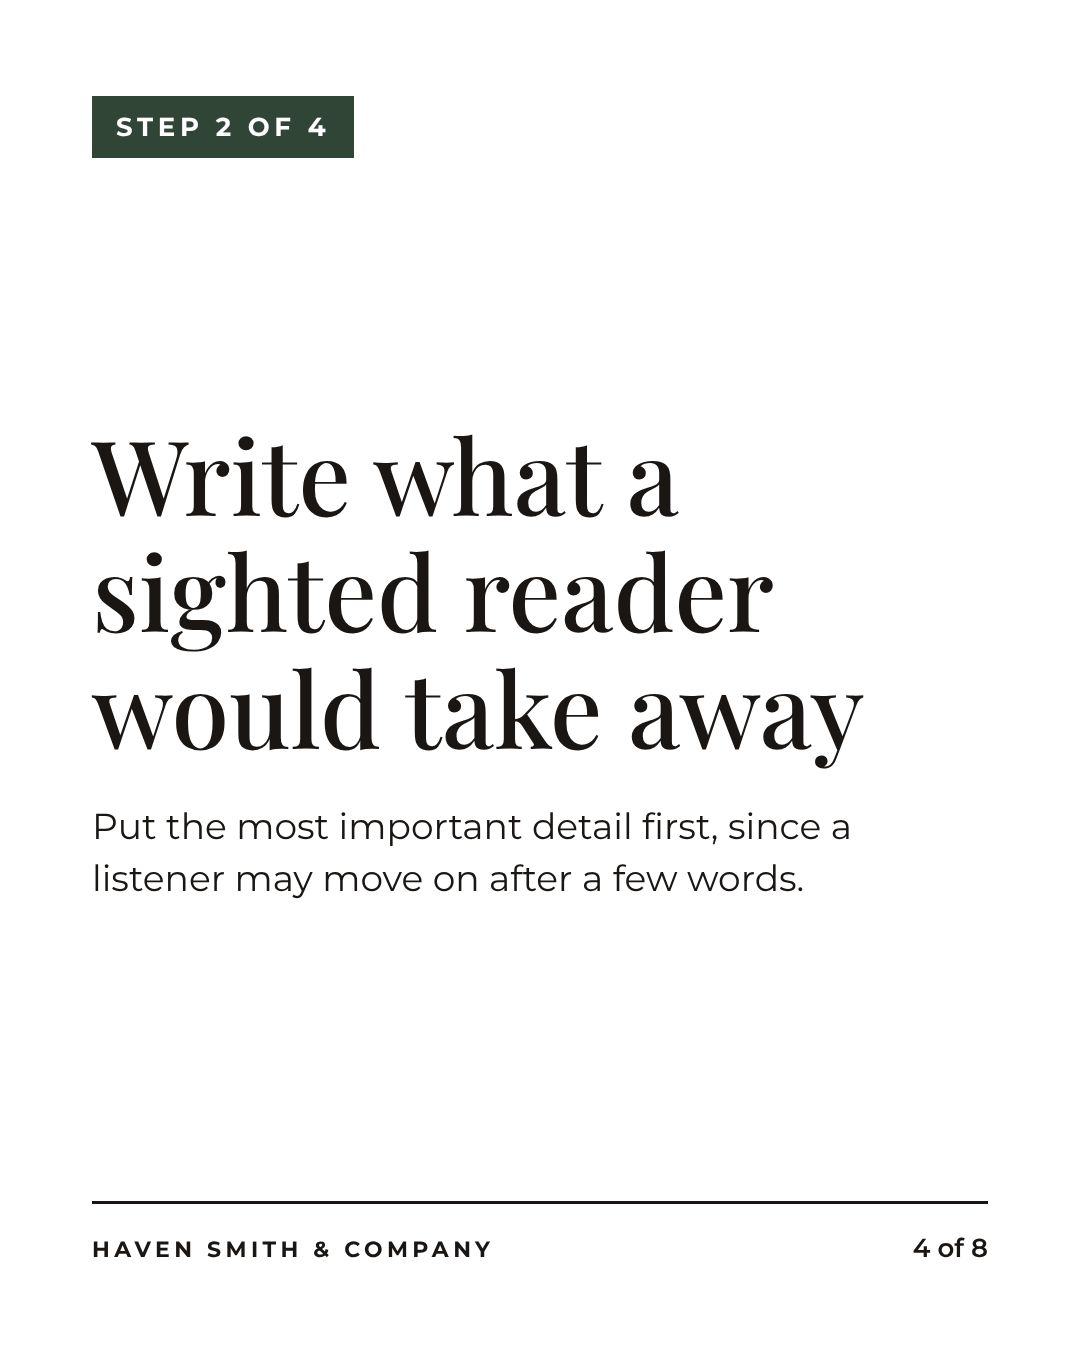 STEP 2 OF 4
Write what a
sighted reader
would take away
Put the most important detail first, since a
listener may move on after a few words.
HAVEN SMITH & COMPANY
4 of 8